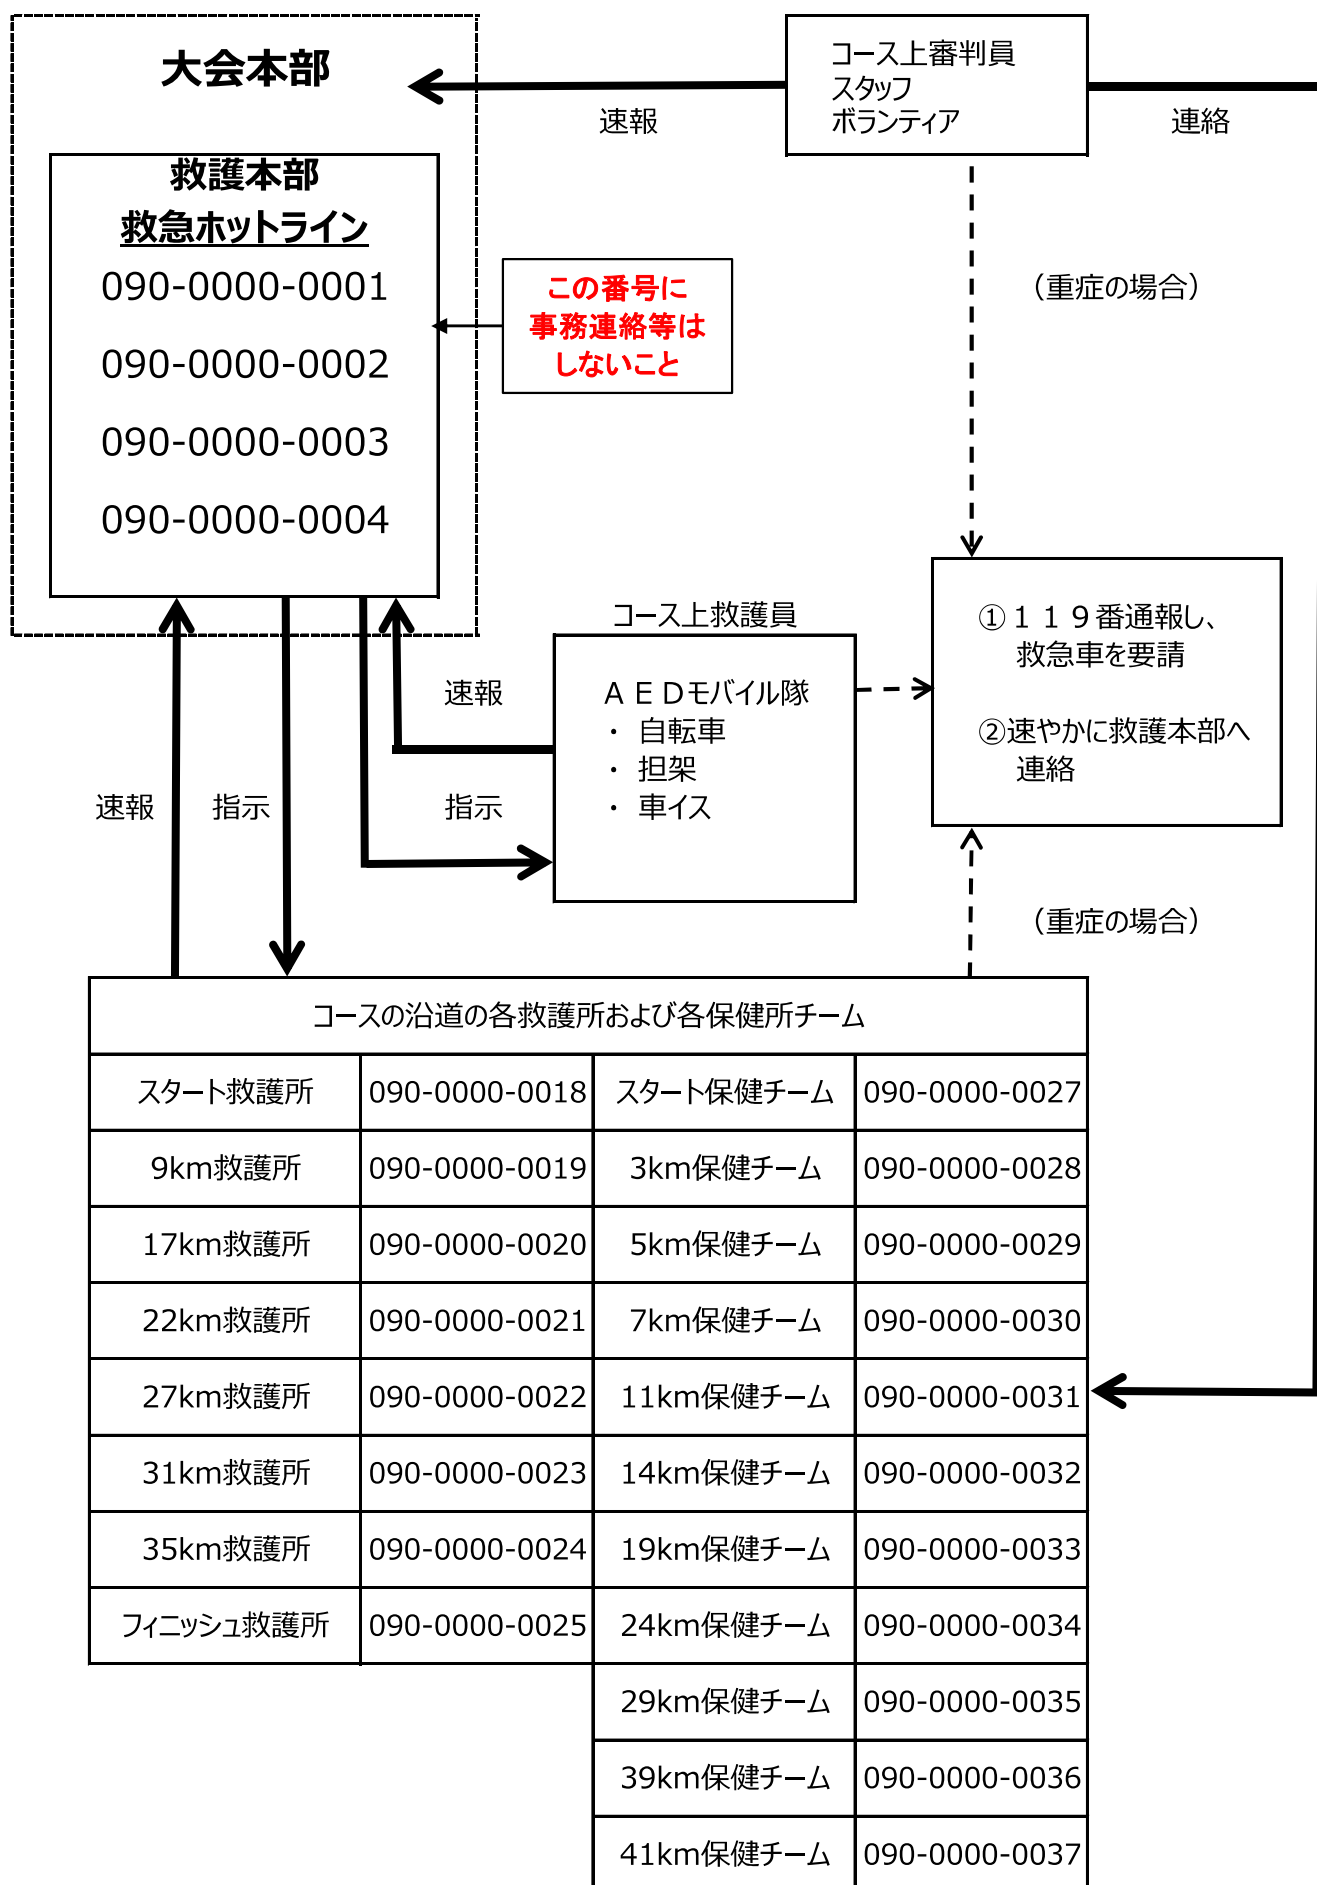 大会本部
救護本部
救急ホットライン
090-0000-0001
090-0000-0002
090-0000-0003
090-0000-0004
コース上審判員
スタッフ
ボランティア
速報
連絡
この番号に
事務連絡等は
しないこと
（重症の場合）
①１１９番通報し、
救急車を要請
②速やかに救護本部へ
連絡
コース上救護員
ＡＥＤモバイル隊
・ 自転車
・ 担架
・ 車イス
速報
指示
速報
指示
（重症の場合）
コースの沿道の各救護所および各保健所チーム
スタート救護所 090-0000-0018 スタート保健チーム 090-0000-0027
9km救護所 090-0000-0019 3km保健チーム 090-0000-0028
17km救護所 090-0000-0020 5km保健チーム 090-0000-0029
22km救護所 090-0000-0021 7km保健チーム 090-0000-0030
27km救護所 090-0000-0022 11km保健チーム 090-0000-0031
31km救護所 090-0000-0023 14km保健チーム 090-0000-0032
35km救護所 090-0000-0024 19km保健チーム 090-0000-0033
フィニッシュ救護所 090-0000-0025 24km保健チーム 090-0000-0034
29km保健チーム 090-0000-0035
39km保健チーム 090-0000-0036
41km保健チーム 090-0000-0037